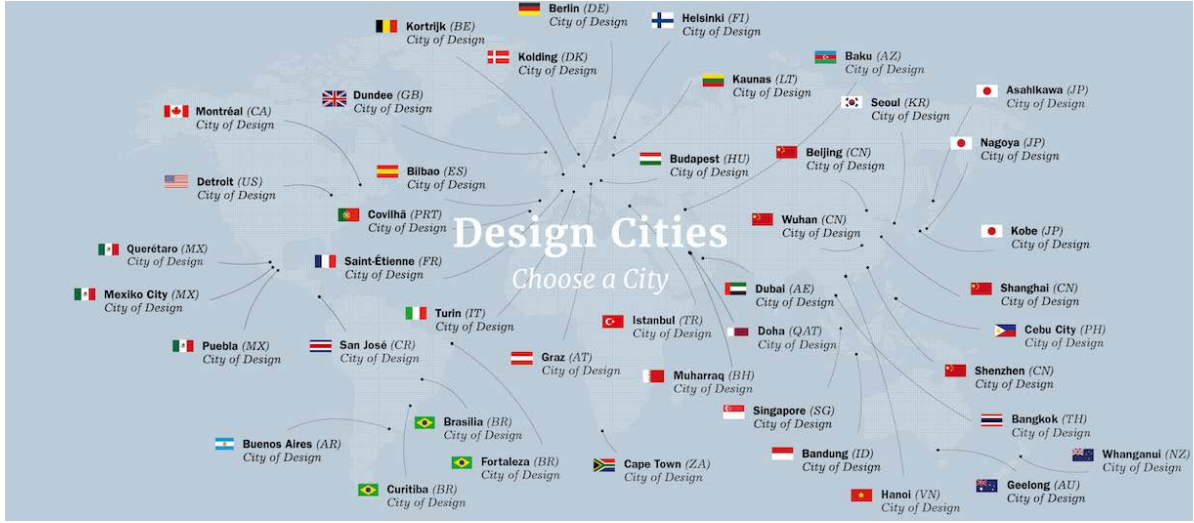 Berlin (DE)
City of Design
Helsinki (FI)
City of Design
Kortrijk (BE)
City of Design
Kolding (DK)
City of Design
Baku (AZ)
City of Design
Kaunas (LT)
City of Design
Asahlkawa (JP)
City of Design
Dundee (GB)
City of Design
Seoul (KR)
City of Design
Montréal (CA)
City of Design
Nagoya (JP)
City of Design
Budapest (HU)
City of Design
Beijing (CN)
City of Design
Bilbao (ES)
City of Design
Detroit (US)
City of Design
Covilhã (PRT)
City of Design
Wuhan (CN)
City of Design
Kobe (JP)
City of Design
Design Cities
Choose a City
Querétaro (MX)
City of Design
Saint-Étienne (FR)
City of Design
Mexiko City (MX)
City of Design
Dubai (AE)
City of Design
Shanghai (CN)
City of Design
Turin (IT)
City of Design
Istanbul (TR)
City of Design
Doha (QAT)
City of Design
Cebu City (PH)
City of Design
Puebla (MX)
City of Design
San José (CR)
City of Design
Graz (AT)
City of Design
Muharraq (BH)
City of Design
Shenzhen (CN)
City of Design
Singapore (SG)
City of Design
Brasilia (BR)
City of Design
Bangkok (TH)
City of Design
Buenos Aires (AR)
City of Design
Fortaleza (BR)
City of Design
Cape Town (ZA)
City of Design
Bandung (ID)
City of Design
Whanganui (NZ)
City of Design
Curitiba (BR)
City of Design
Hanoi (VN)
City of Design
Geelong (AU)
City of Design